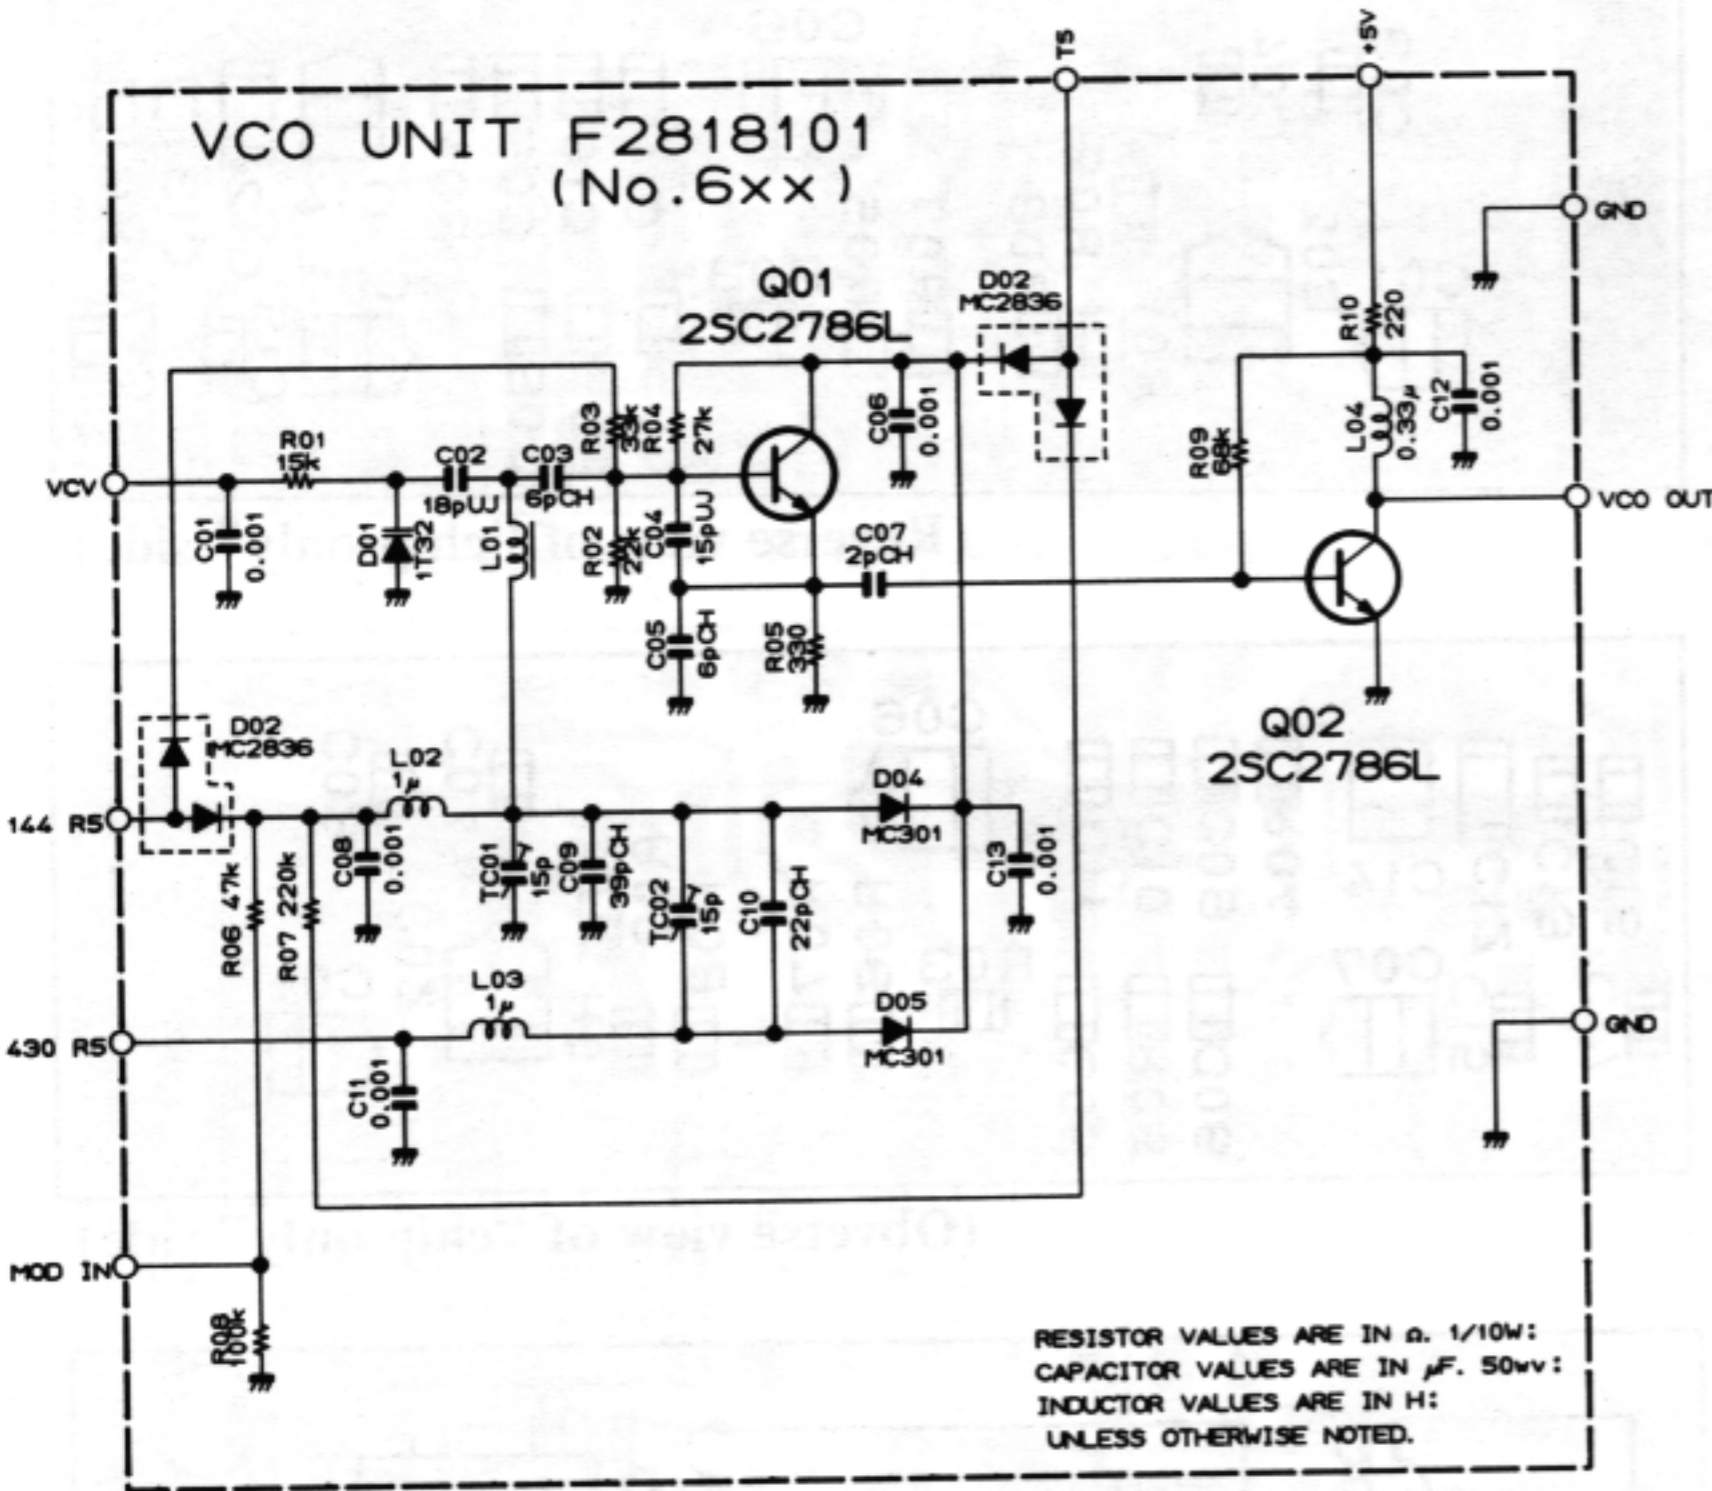 T5
+5V
VCO UNIT F2818101
(No.6xx)
GND
Q01
2SC2786L
D02
MC2836
R10
220
R03
33k
R04
27k
C06
0.001
L04
0.33μ
C12
0.001
R09
68k
R01
15k
C02
18pUJ
C03
6pCH
VCV
VCO OUT
C01
0.001
D01
1T32
L01
R02
22k
C04
15pUJ
C07
2pCH
C05
6pCH
R05
330
Q02
2SC2786L
D02
MC2836
L02
1μ
D04
MC301
144 R5
C08
0.001
TC01
15p
C09
39pCH
TC02
15p
C10
22pCH
C13
0.001
R06 47k
R07 220k
L03
1μ
D05
MC301
430 R5
GND
C11
0.001
MOD IN
R08
100k
RESISTOR VALUES ARE IN Ω. 1/10W:
CAPACITOR VALUES ARE IN μF. 50wv:
INDUCTOR VALUES ARE IN H:
UNLESS OTHERWISE NOTED.